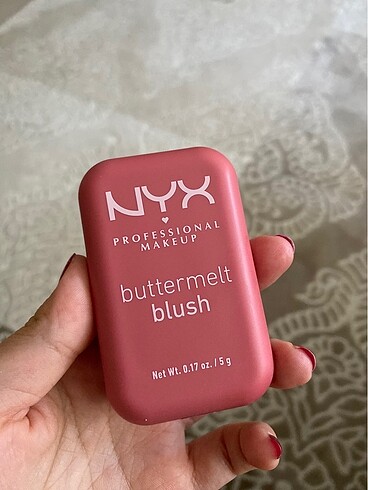 NYX
PROFESSIONAL
MAKEUP
buttermelt
blush
Net Wt. 0.17 oz. / 5 g